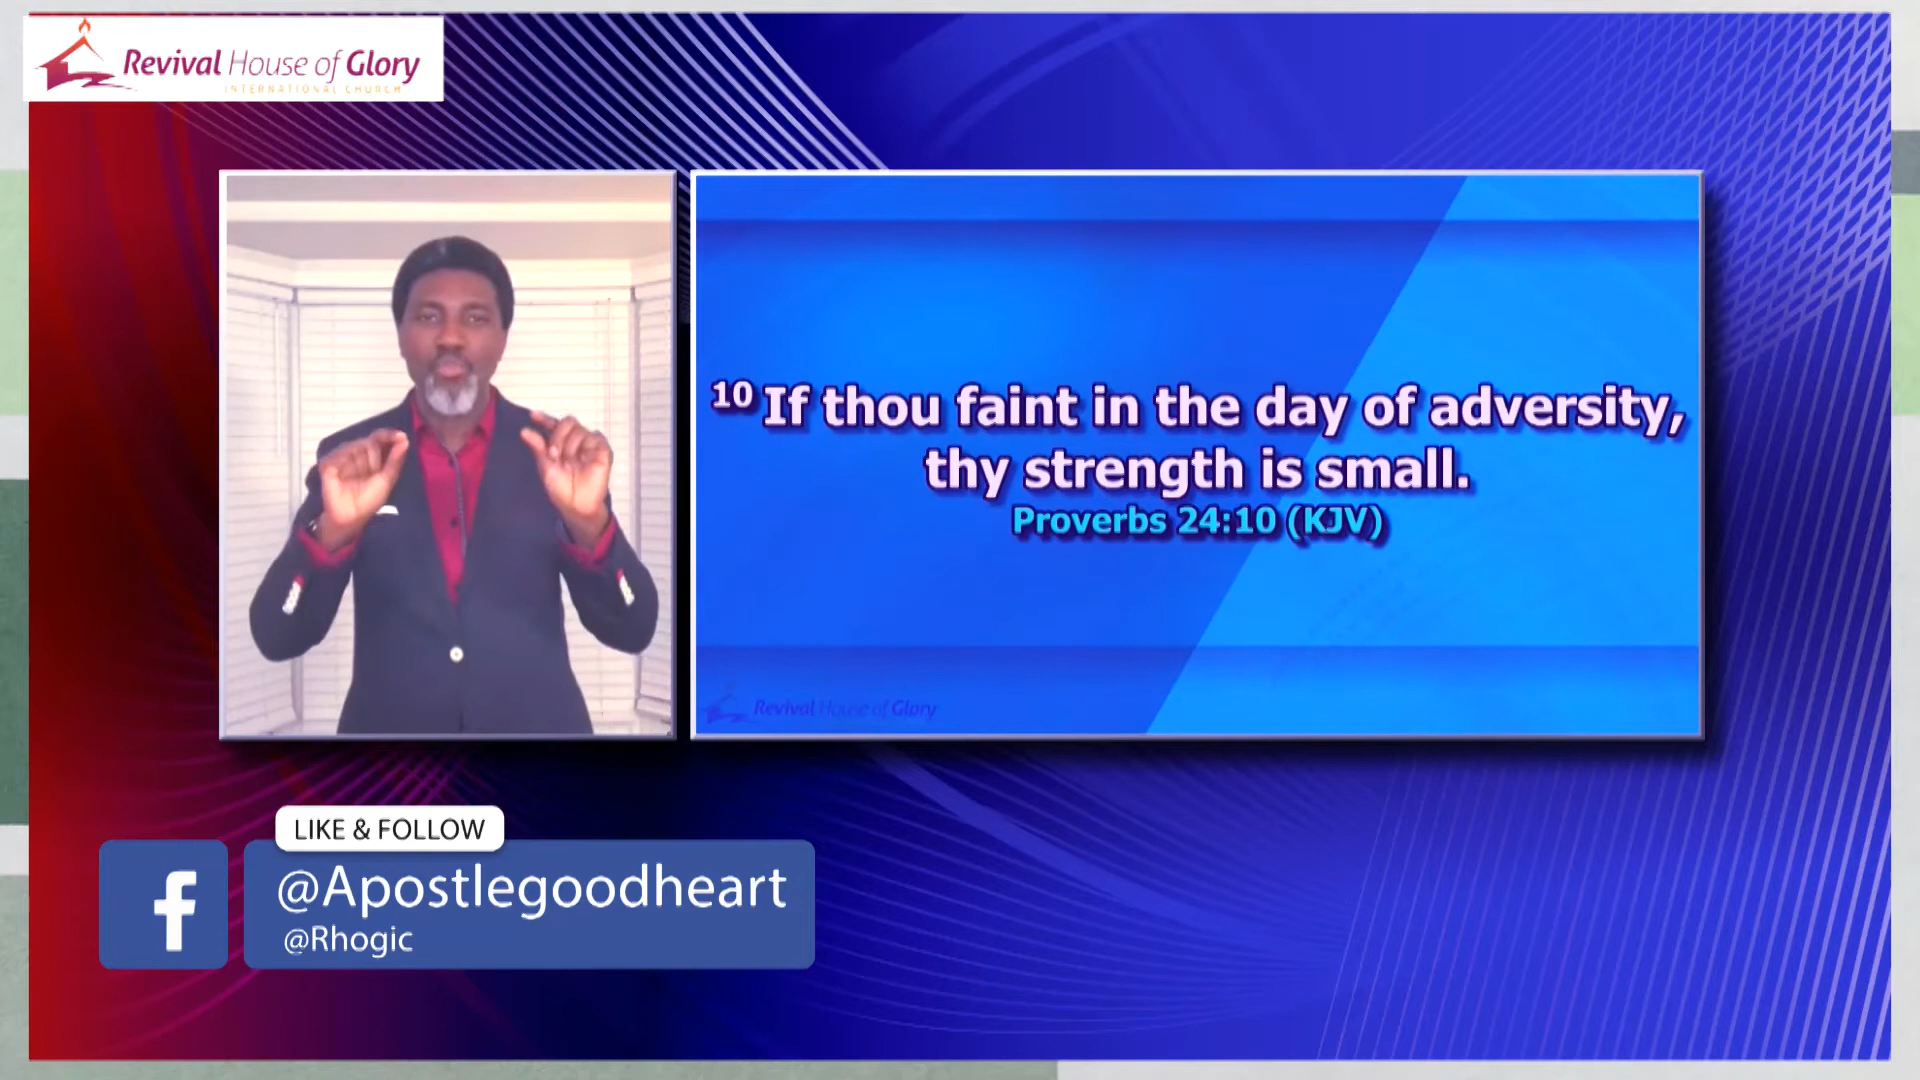 Revival House of Glory
INTERNATIONAL CHURCH
10 If thou faint in the day of adversity,
thy strength is small.
Proverbs 24:10 (KJV)
Revival House of Glory
LIKE & FOLLOW
f
@Apostlegoodheart
@Rhogic